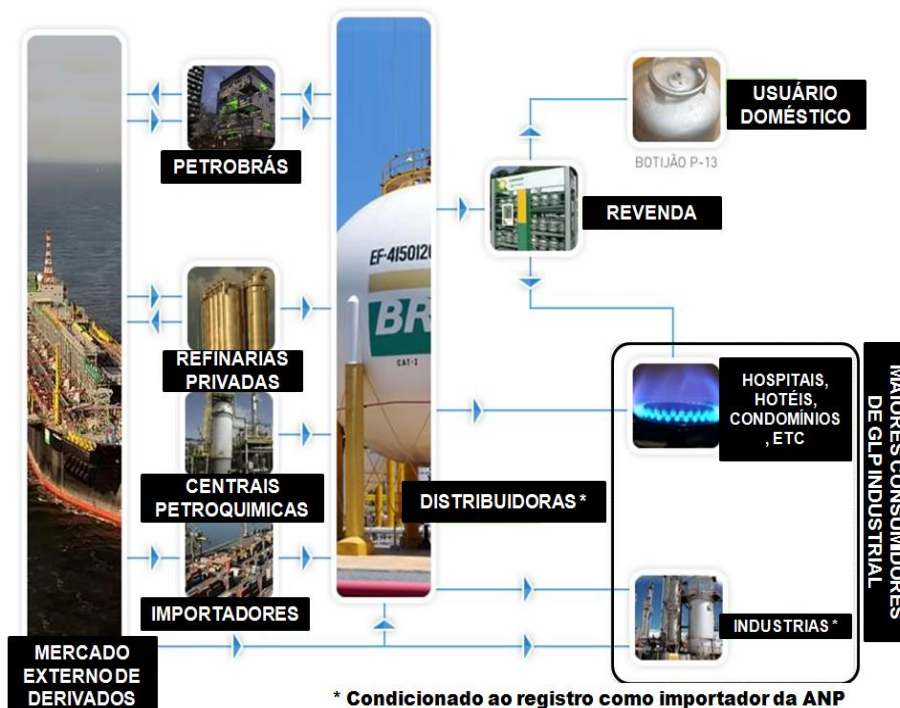 PETROBRÁS
USUÁRIO
DOMÉSTICO
BOTIJÃO P-13
REVENDA
EF-4150120
BR
CAT-I
REFINARIAS
PRIVADAS
HOSPITAIS,
HOTÉIS,
CONDOMÍNIOS
, ETC
MAIORES CONSUMIDORES
DE GLP INDUSTRIAL
CENTRAIS
PETROQUIMICAS
DISTRIBUIDORAS *
IMPORTADORES
INDUSTRIAS *
MERCADO
EXTERNO DE
DERIVADOS
* Condicionado ao registro como importador da ANP